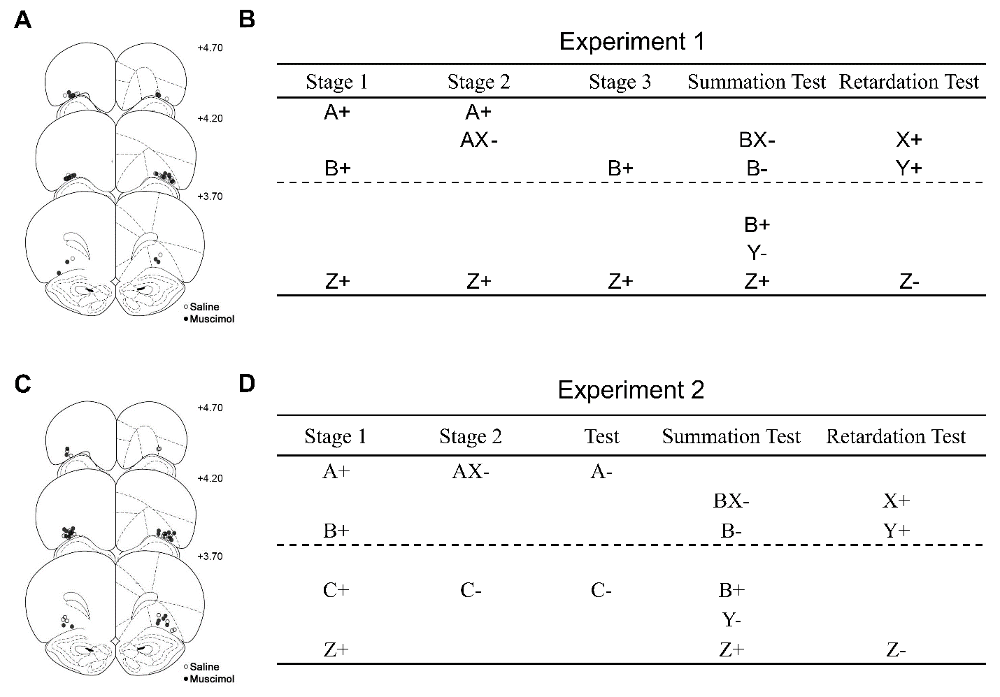 A
+4.70
+4.20
+3.70
○ Saline
● Muscimol
B
Experiment 1
Stage 1 Stage 2 Stage 3 Summation Test Retardation Test
A+ A+
AX- BX- X+
B+ B+ B- Y+
B+
Y-
Z+ Z+ Z+ Z+ Z-
C
+4.70
+4.20
+3.70
○ Saline
● Muscimol
D
Experiment 2
Stage 1 Stage 2 Test Summation Test Retardation Test
A+ AX- A-
BX- X+
B+ B- Y+
C+ C- C- B+
Y-
Z+ Z+ Z-